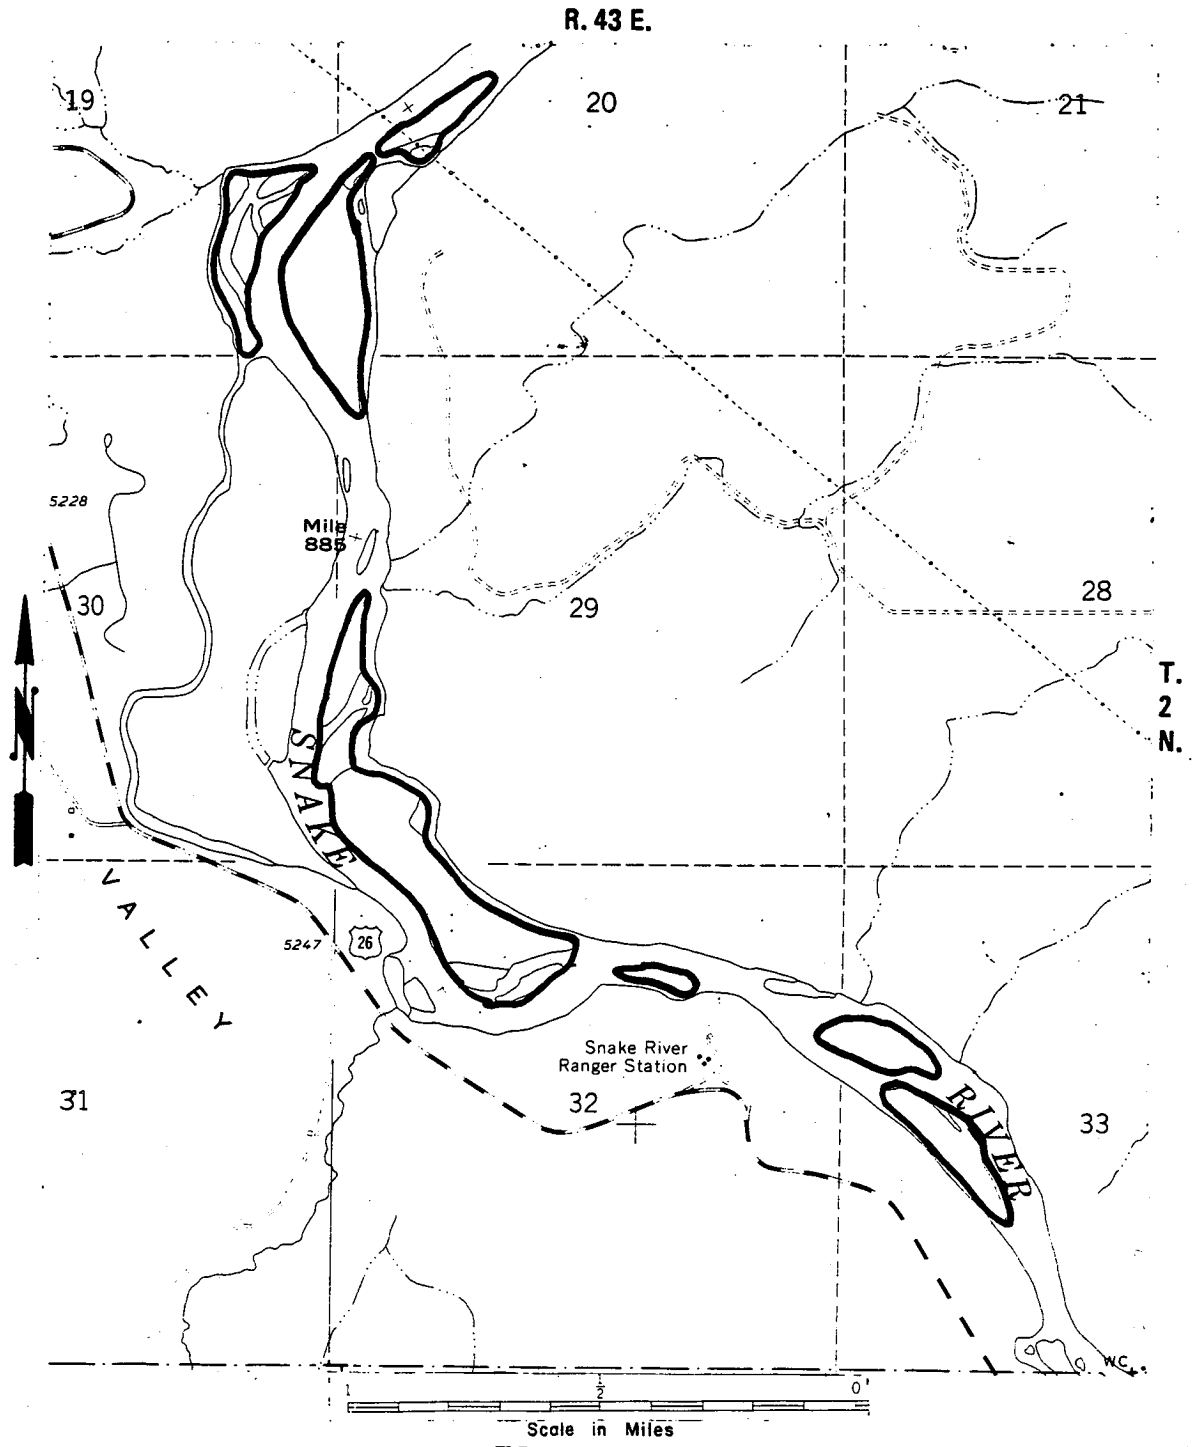 R. 43 E.
19
20
21
5228
Mile
885
30
29
28
T.
2
N.
N
SNAKE
VALLEY
5247
26
Snake River
Ranger Station
31
32
RIVER
33
W.C.
1
1/2
0
Scale in Miles